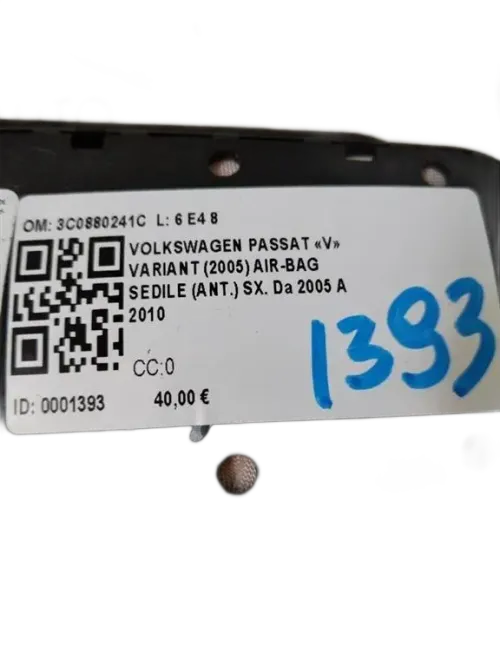 OM: 3C0880241C L: 6 E4 8
VOLKSWAGEN PASSAT «V»
VARIANT (2005) AIR-BAG
SEDILE (ANT.) SX. Da 2005 A
2010
CC:0
ID: 0001393 40,00 €
1393